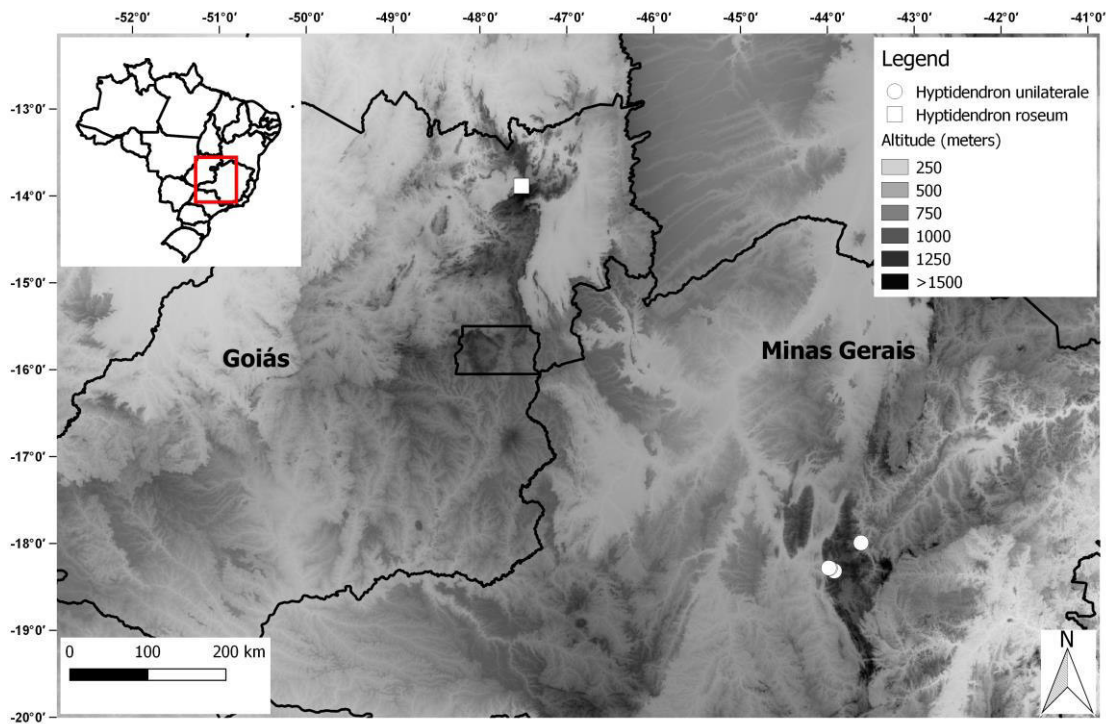 -52°0' -51°0' -50°0' -49°0' -48°0' -47°0' -46°0' -45°0' -44°0' -43°0' -42°0' -41°0'
Legend
Hyptidendron unilaterale
Hyptidendron roseum
Altitude (meters)
250
500
750
1000
1250
>1500
-13°0'
-14°0'
-15°0'
-16°0'
-17°0'
-18°0'
-19°0'
-20°0'
Goiás
Minas Gerais
0 100 200 km
N